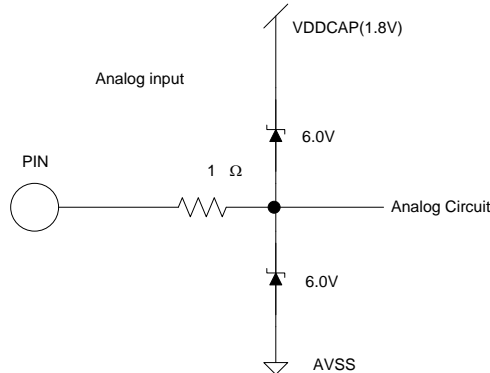 VDDCAP(1.8V)
Analog input
6.0V
PIN
1 Ω
Analog Circuit
6.0V
AVSS